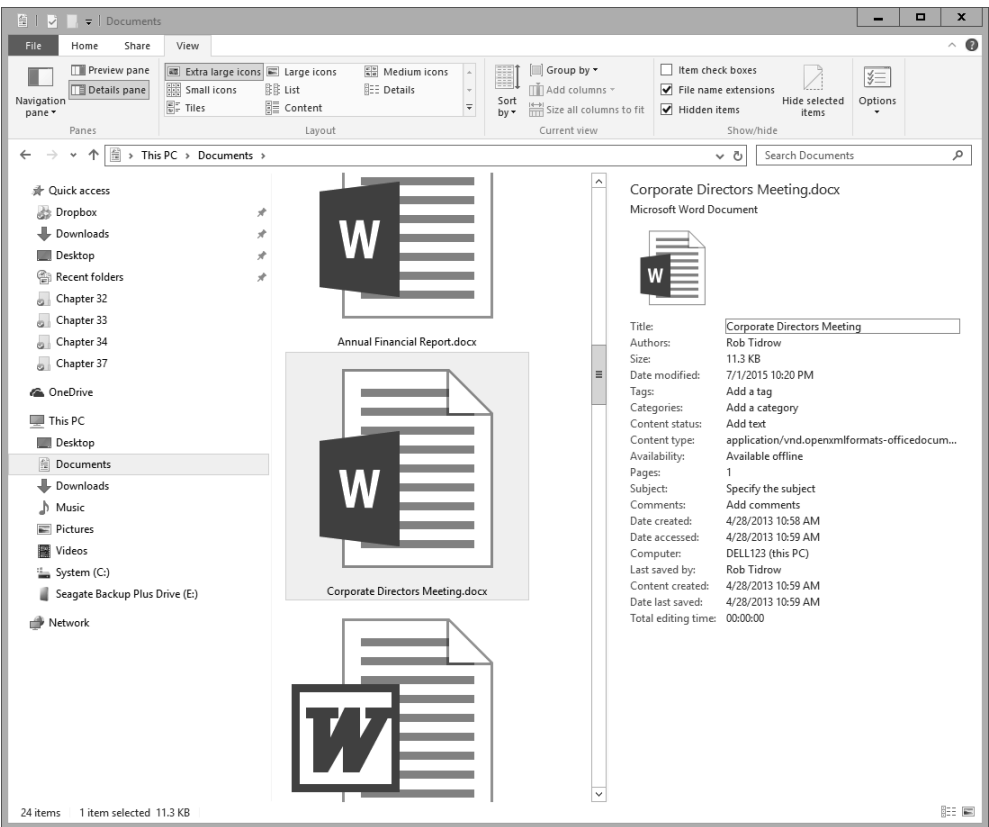 Documents
File Home Share View
Preview pane
Details pane
Navigation pane
Panes
Extra large icons Large icons Medium icons
Small icons List Details
Tiles Content
Layout
Sort by
Group by
Add columns
Size all columns to fit
Current view
Item check boxes
File name extensions
Hidden items
Hide selected items
Show/hide
Options
This PC > Documents >
Search Documents
Quick access
Dropbox
Downloads
Desktop
Recent folders
Chapter 32
Chapter 33
Chapter 34
Chapter 37
OneDrive
This PC
Desktop
Documents
Downloads
Music
Pictures
Videos
System (C:)
Seagate Backup Plus Drive (E:)
Network
W
Annual Financial Report.docx
W
Corporate Directors Meeting.docx
W
Corporate Directors Meeting.docx
Microsoft Word Document
W
Title: Corporate Directors Meeting
Authors: Rob Tidrow
Size: 11.3 KB
Date modified: 7/1/2015 10:20 PM
Tags: Add a tag
Categories: Add a category
Content status: Add text
Content type: application/vnd.openxmlformats-officedocum...
Availability: Available offline
Pages: 1
Subject: Specify the subject
Comments: Add comments
Date created: 4/28/2013 10:58 AM
Date accessed: 4/28/2013 10:59 AM
Computer: DELL123 (this PC)
Last saved by: Rob Tidrow
Content created: 4/28/2013 10:59 AM
Date last saved: 4/28/2013 10:59 AM
Total editing time: 00:00:00
24 items 1 item selected 11.3 KB